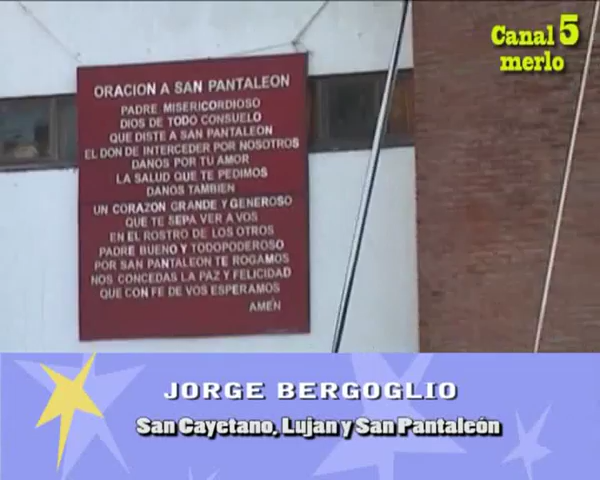 Canal 5
merlo
ORACION A SAN PANTALEON
PADRE MISERICORDIOSO
DIOS DE TODO CONSUELO
QUE DISTE A SAN PANTALEON
EL DON DE INTERCEDER POR NOSOTROS
DANOS POR TU AMOR
LA SALUD QUE TE PEDIMOS
DANOS TAMBIEN
UN CORAZON GRANDE Y GENEROSO
QUE TE SEPA VER A VOS
EN EL ROSTRO DE LOS OTROS
PADRE BUENO Y TODOPODEROSO
POR SAN PANTALEON TE ROGAMOS
NOS CONCEDAS LA PAZ Y FELICIDAD
QUE CON FE DE VOS ESPERAMOS
AMEN
JORGE BERGOGLIO
San Cayetano, Lujan y San Pantaleón